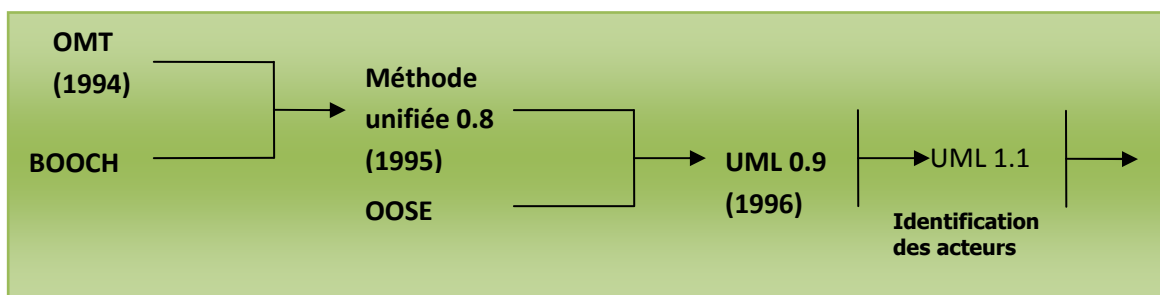 OMT
(1994)
BOOCH
Méthode
unifiée 0.8
(1995)
OOSE
UML 0.9
(1996)
UML 1.1
Identification
des acteurs